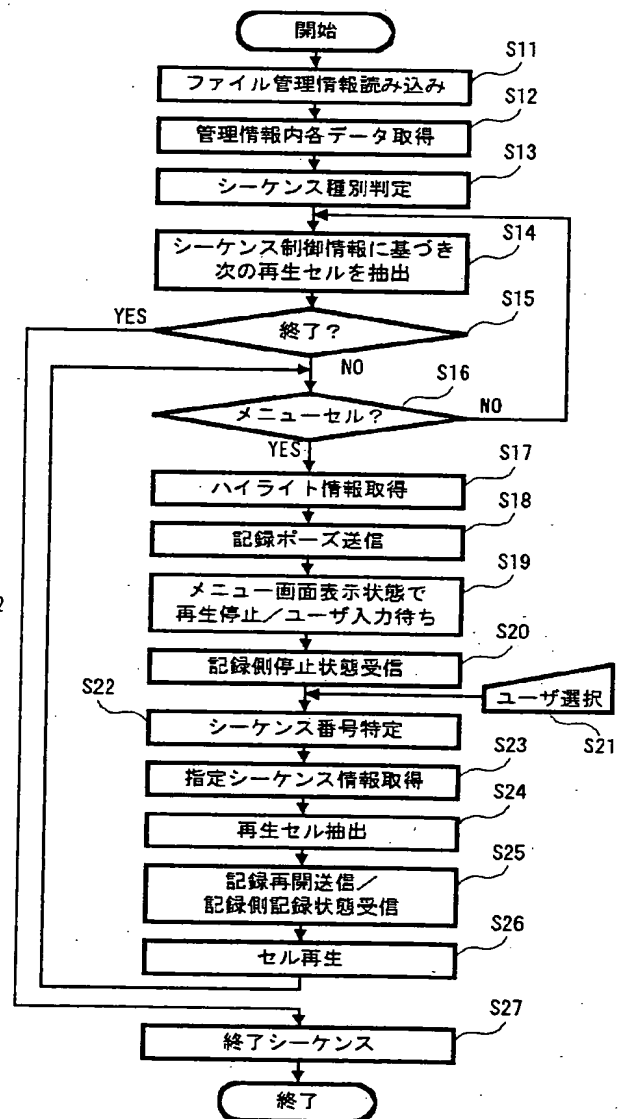 開始
S11
ファイル管理情報読み込み
S12
管理情報内各データ取得
S13
シーケンス種別判定
S14
シーケンス制御情報に基づき
次の再生セルを抽出
S15
YES
終了？
NO
S16
メニューセル？
NO
YES
S17
ハイライト情報取得
S18
記録ポーズ送信
S19
メニュー画面表示状態で
再生停止／ユーザ入力待ち
2
S20
記録側停止状態受信
S22
ユーザ選択
S21
シーケンス番号特定
S23
指定シーケンス情報取得
S24
再生セル抽出
S25
記録再開送信／
記録側記録状態受信
S26
セル再生
S27
終了シーケンス
終了